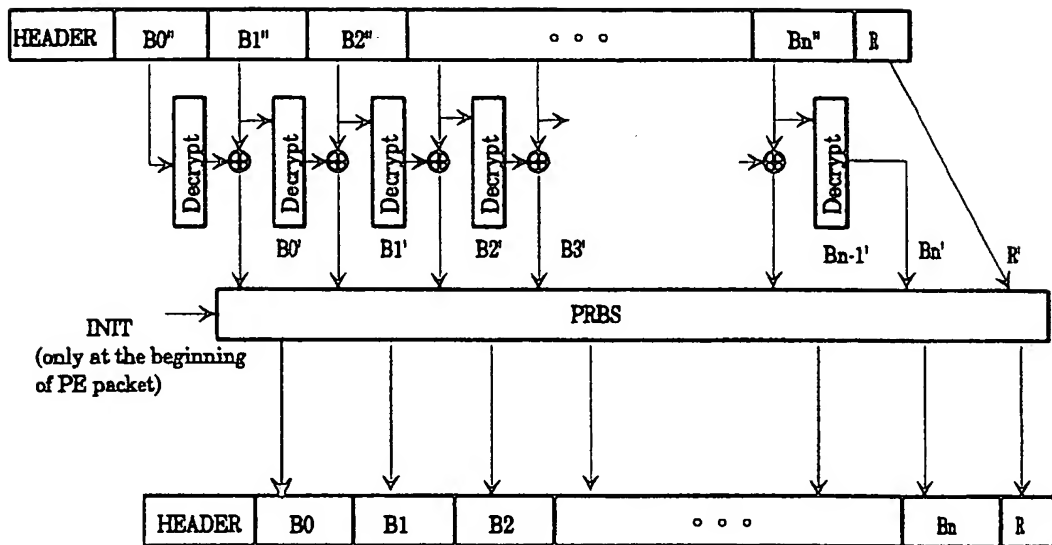 HEADER B0" B1" B2" o o o Bn" R
Decrypt Decrypt Decrypt Decrypt Decrypt
B0' B1' B2' B3' Bn-1' Bn' R'
PRBS
INIT
(only at the beginning
of PE packet)
HEADER B0 B1 B2 o o o Bn R